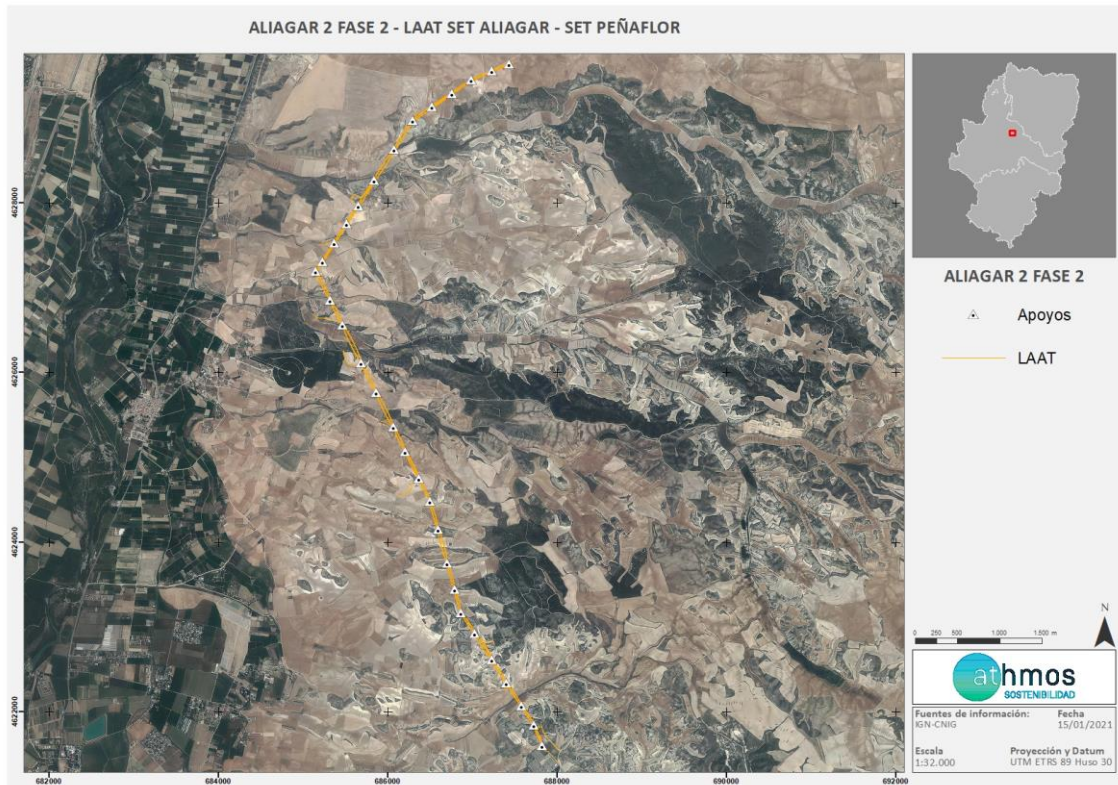 ALIAGAR 2 FASE 2 - LAAT SET ALIAGAR - SET PEÑAFLOR
4628000
4626000
4624000
4622000
682000
684000
686000
688000
690000
692000
ALIAGAR 2 FASE 2
Apoyos
LAAT
N
0 250 500 1.000 1.500 m
athmos
SOSTENIBILIDAD
Fuentes de información:
IGN-CNIG
Fecha
15/01/2021
Escala
1:32.000
Proyección y Datum
UTM ETRS 89 Huso 30